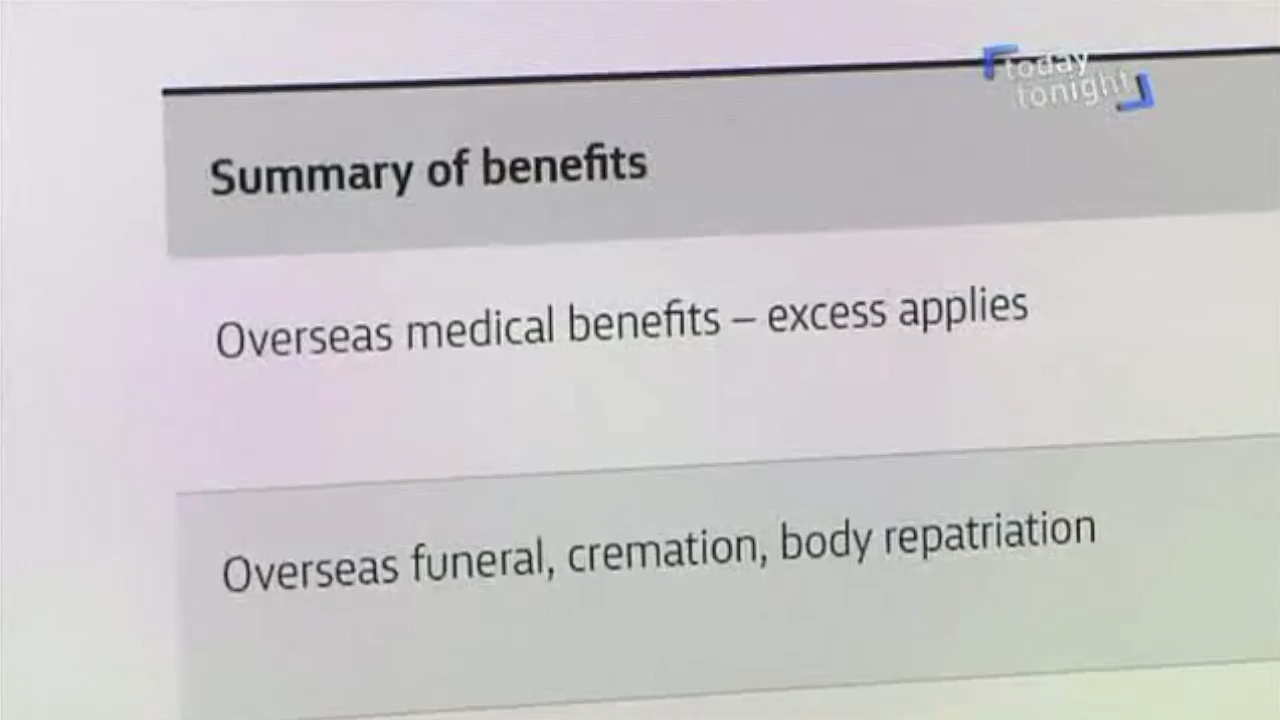 today
tonight
Summary of benefits
Overseas medical benefits – excess applies
Overseas funeral, cremation, body repatriation